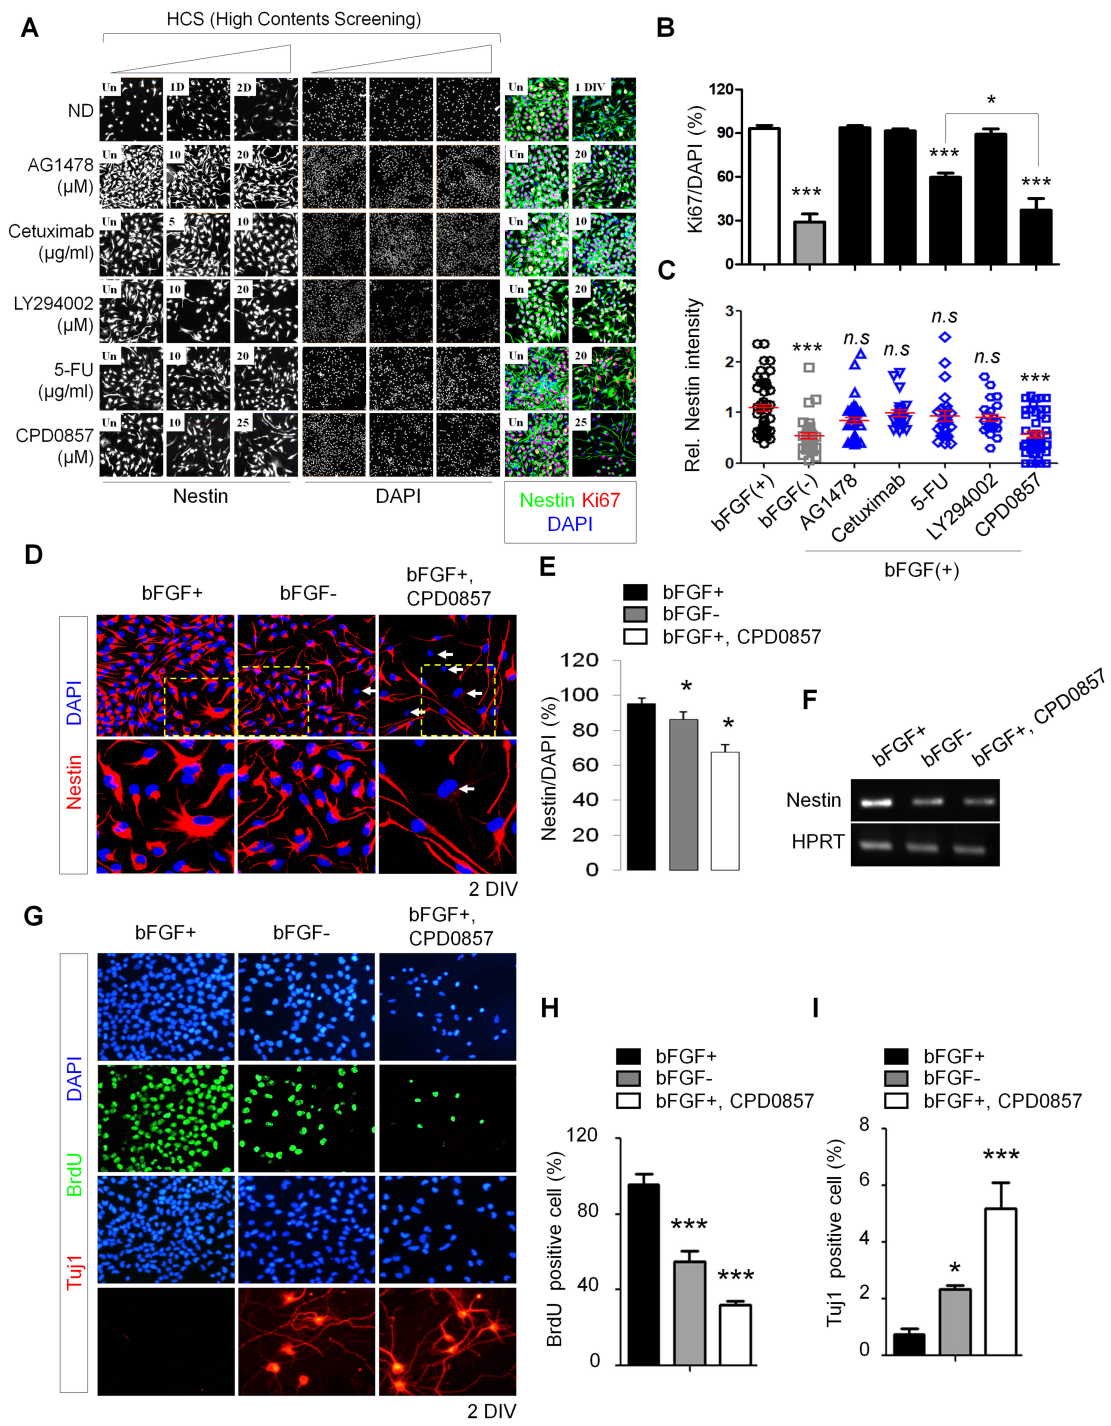 A
HCS (High Contents Screening)
ND
Un
1D
2D
Un
1 DIV
AG1478
(µM)
Un
10
20
Un
20
Cetuximab
(µg/ml)
Un
5
10
Un
10
LY294002
(µM)
Un
10
20
Un
20
5-FU
(µg/ml)
Un
10
20
Un
20
CPD0857
(µM)
Un
10
25
Un
25
Nestin
DAPI
Nestin Ki67
DAPI
B
Ki67/DAPI (%)
120
90
60
30
0
***
***
*
***
C
Rel. Nestin intensity
3
2
1
0
***
n.s
n.s
n.s
n.s
***
bFGF(+)
bFGF(-)
AG1478
Cetuximab
5-FU
LY294002
CPD0857
bFGF(+)
D
bFGF+
bFGF-
bFGF+,
CPD0857
Nestin DAPI
2 DIV
E
bFGF+
bFGF-
bFGF+, CPD0857
Nestin/DAPI (%)
120
100
80
60
40
20
0
*
*
F
bFGF+
bFGF-
bFGF+, CPD0857
Nestin
HPRT
G
bFGF+
bFGF-
bFGF+,
CPD0857
Tuj1 BrdU DAPI
2 DIV
H
bFGF+
bFGF-
bFGF+, CPD0857
BrdU positive cell (%)
120
80
40
0
***
***
I
bFGF+
bFGF-
bFGF+, CPD0857
Tuj1 positive cell (%)
8
6
4
2
0
*
***